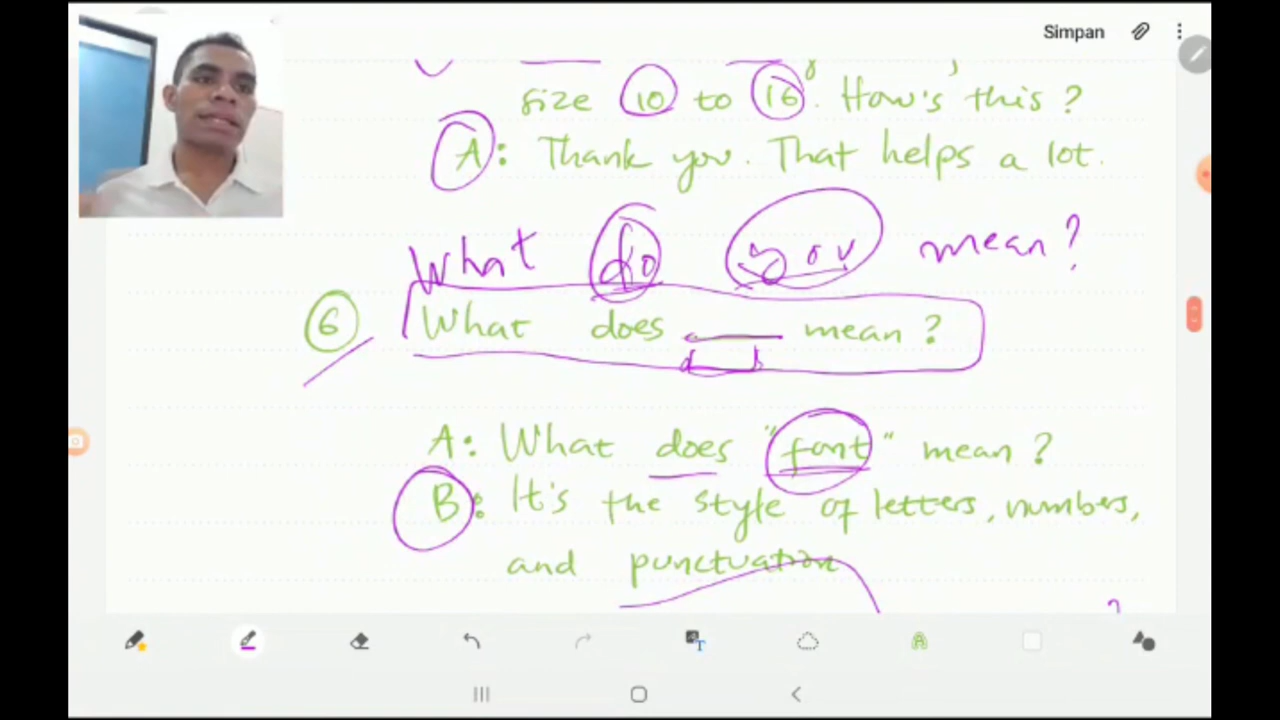 Simpan
size 10 to 16. How's this?
A: Thank you. That helps a lot.
What do you mean?
6 What does ___ mean?
A: What does "font" mean?
B: It's the style of letters, numbers,
and punctuation
?